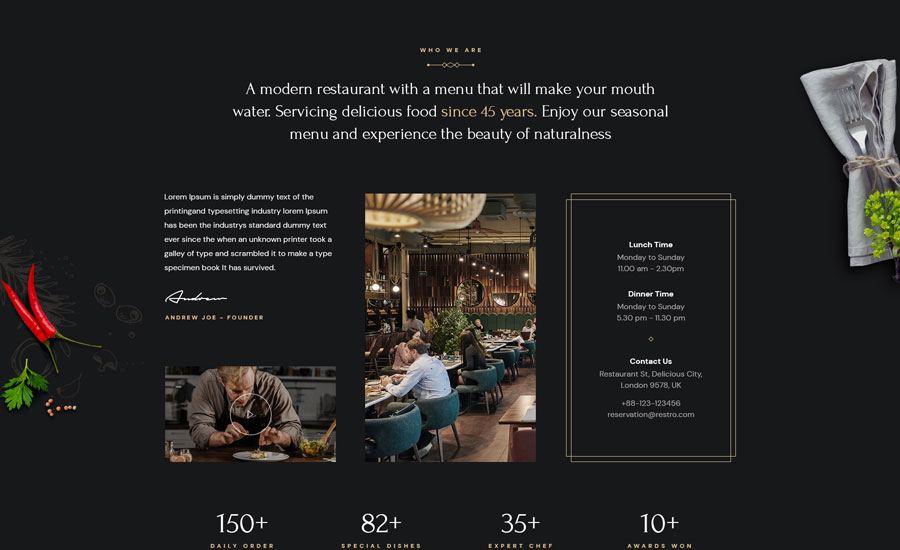 WHO WE ARE
A modern restaurant with a menu that will make your mouth
water. Servicing delicious food since 45 years. Enjoy our seasonal
menu and experience the beauty of naturalness
Lorem Ipsum is simply dummy text of the
printingand typesetting industry lorem Ipsum
has been the industrys standard dummy text
ever since the when an unknown printer took a
galley of type and scrambled it to make a type
specimen book It has survived.
Andrew
ANDREW JOE – FOUNDER
Lunch Time
Monday to Sunday
11.00 am - 2.30pm
Dinner Time
Monday to Sunday
5.30 pm - 11.30 pm
Contact Us
Restaurant St, Delicious City,
London 9578, UK
+88-123-123456
reservation@restro.com
150+
82+
35+
10+
DAILY ORDER
SPECIAL DISHES
EXPERT CHEF
AWARDS WON